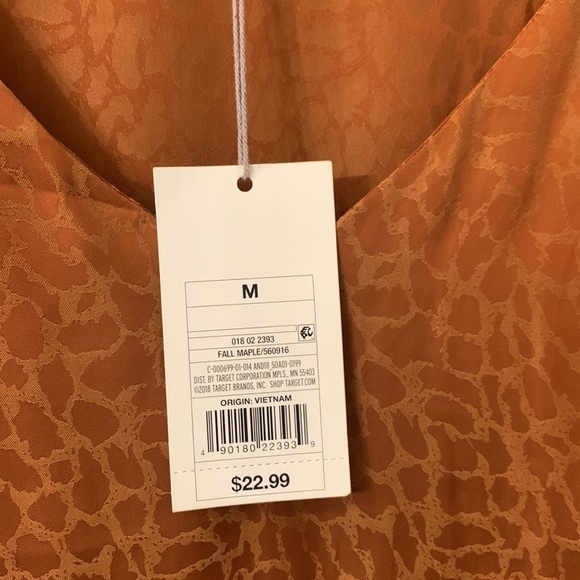 M
018 02 2393
FALL MAPLE/560916
C-000699-01-014 AND18_50A01-0199
DIST. BY TARGET CORPORATION MPLS., MN 55403
©2018 TARGET BRANDS, INC. SHOP TARGET.COM
ORIGIN: VIETNAM
4 90180 22393 9
$22.99